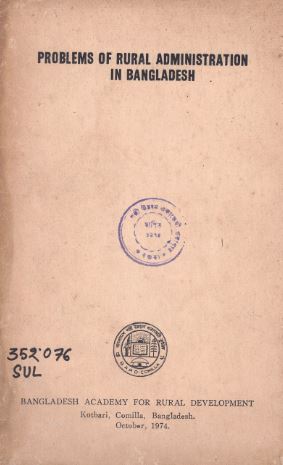 PROBLEMS OF RURAL ADMINISTRATION
IN BANGLADESH
352.076
SUL
BANGLADESH ACADEMY FOR RURAL DEVELOPMENT
Kotbari, Comilla, Bangladesh.
October, 1974.